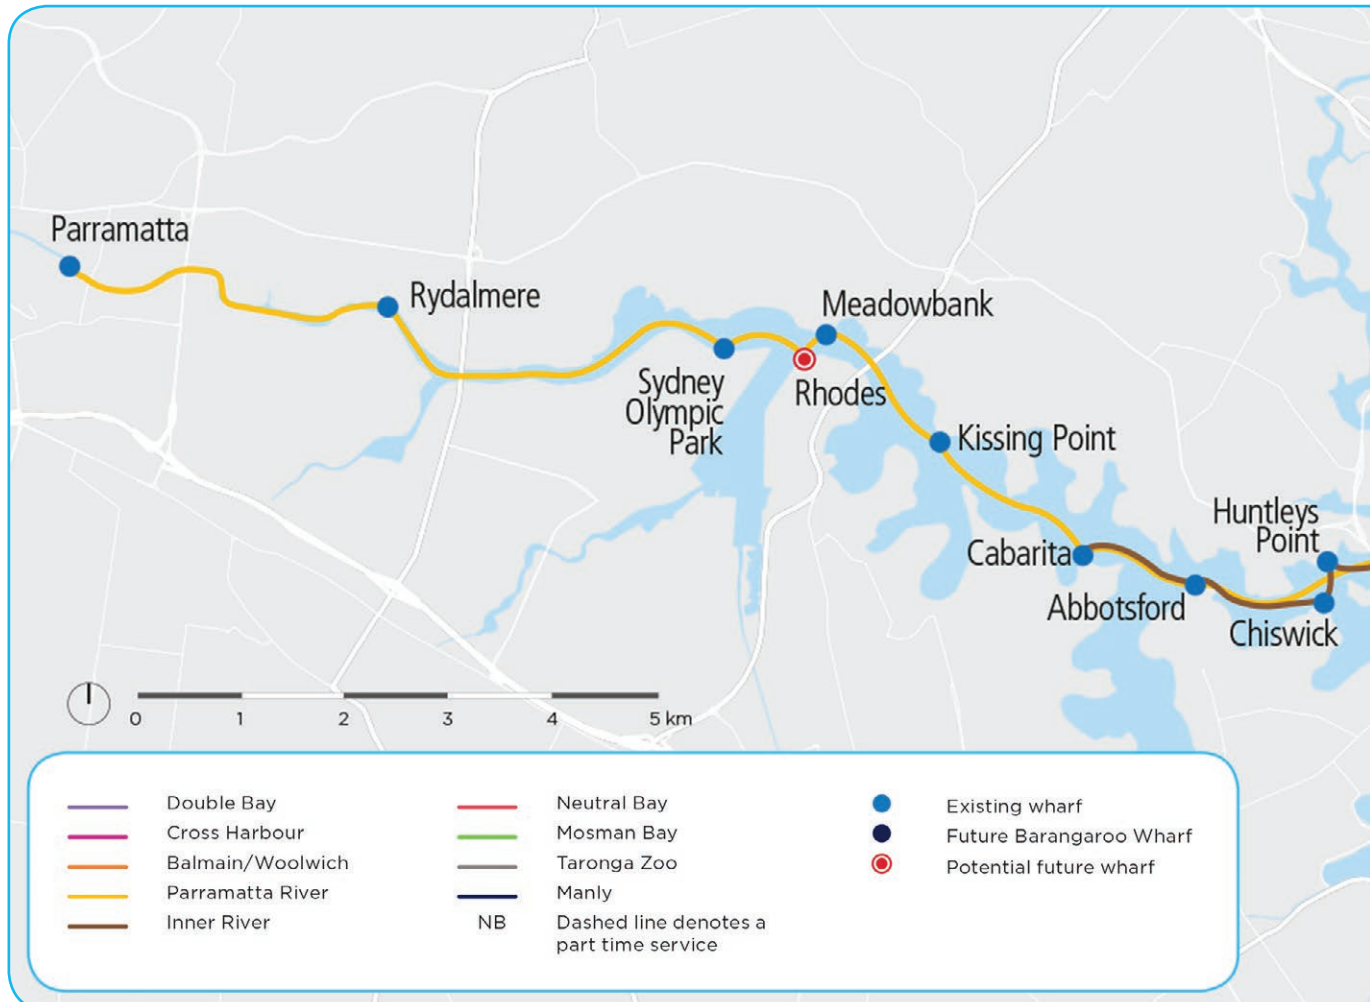 Parramatta
Rydalmere
Meadowbank
Sydney
Olympic
Park
Rhodes
Kissing Point
Huntleys
Point
Cabarita
Abbotsford
Chiswick
0 1 2 3 4 5 km
Double Bay
Cross Harbour
Balmain/Woolwich
Parramatta River
Inner River
Neutral Bay
Mosman Bay
Taronga Zoo
Manly
NB Dashed line denotes a
part time service
Existing wharf
Future Barangaroo Wharf
Potential future wharf